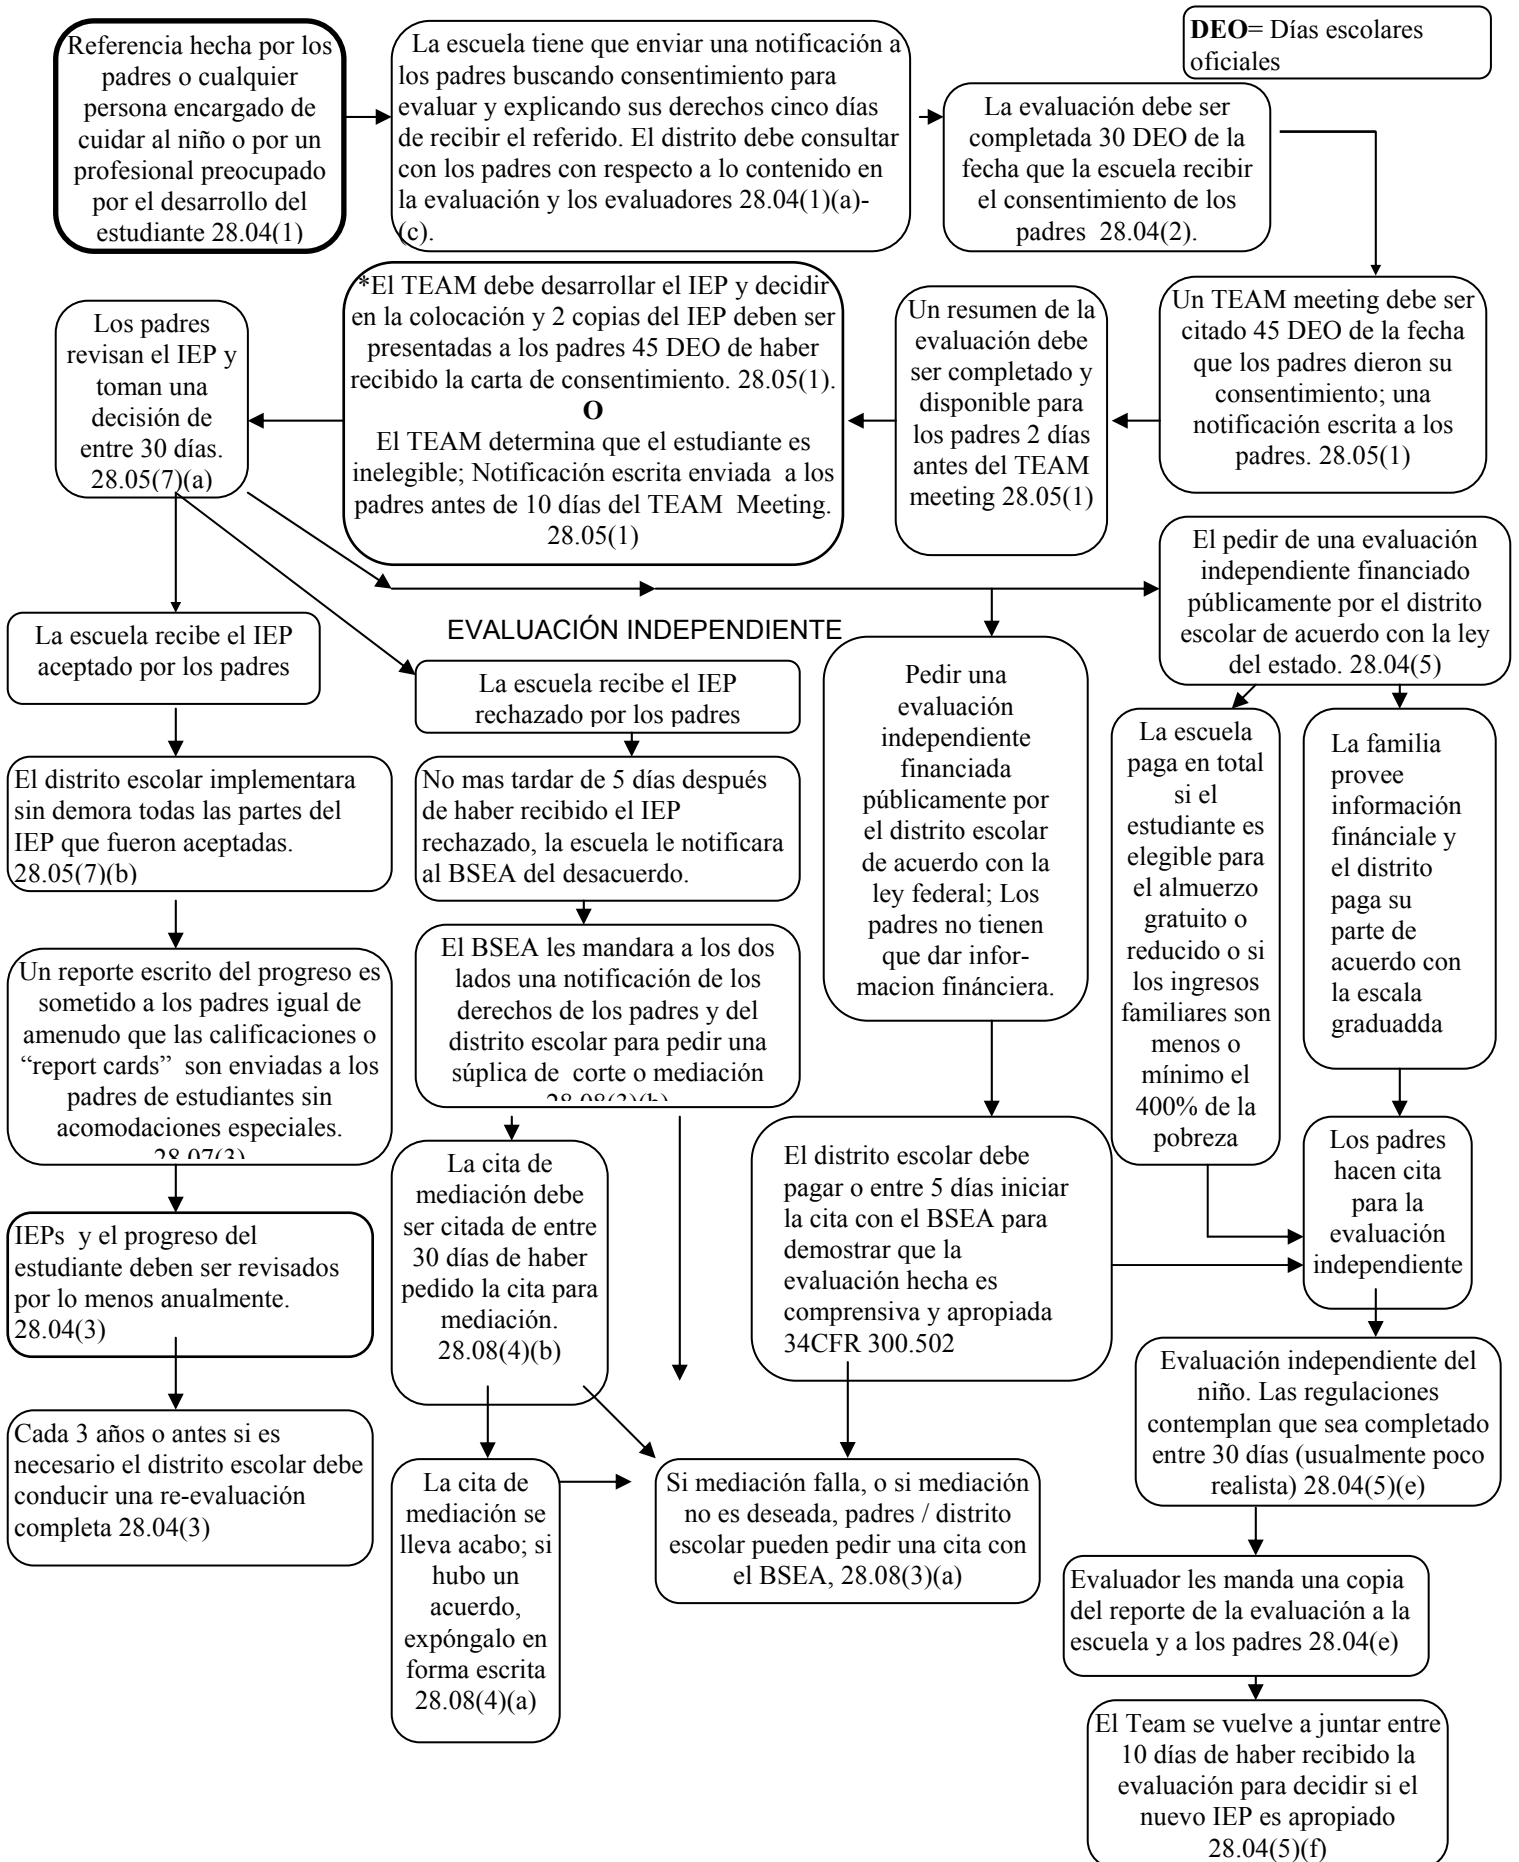 DEO= Días escolares
oficiales
Referencia hecha por los
padres o cualquier
persona encargado de
cuidar al niño o por un
profesional preocupado
por el desarrollo del
estudiante 28.04(1)
La escuela tiene que enviar una notificación a
los padres buscando consentimiento para
evaluar y explicando sus derechos cinco días
de recibir el referido. El distrito debe consultar
con los padres con respecto a lo contenido en
la evaluación y los evaluadores 28.04(1)(a)-
(c).
La evaluación debe ser
completada 30 DEO de la
fecha que la escuela recibir
el consentimiento de los
padres 28.04(2).
Un TEAM meeting debe ser
citado 45 DEO de la fecha
que los padres dieron su
consentimiento; una
notificación escrita a los
padres. 28.05(1)
Un resumen de la
evaluación debe
ser completado y
disponible para
los padres 2 días
antes del TEAM
meeting 28.05(1)
*El TEAM debe desarrollar el IEP y decidir
en la colocación y 2 copias del IEP deben ser
presentadas a los padres 45 DEO de haber
recibido la carta de consentimiento. 28.05(1).
O
El TEAM determina que el estudiante es
inelegible; Notificación escrita enviada a los
padres antes de 10 días del TEAM Meeting.
28.05(1)
Los padres
revisan el IEP y
toman una
decisión de
entre 30 días.
28.05(7)(a)
La escuela recibe el IEP
aceptado por los padres
El distrito escolar implementara
sin demora todas las partes del
IEP que fueron aceptadas.
28.05(7)(b)
Un reporte escrito del progreso es
sometido a los padres igual de
amenudo que las calificaciones o
“report cards” son enviadas a los
padres de estudiantes sin
acomodaciones especiales.
28.07(3)
IEPs y el progreso del
estudiante deben ser revisados
por lo menos anualmente.
28.04(3)
Cada 3 años o antes si es
necesario el distrito escolar debe
conducir una re-evaluación
completa 28.04(3)
EVALUACIÓN INDEPENDIENTE
La escuela recibe el IEP
rechazado por los padres
No mas tardar de 5 días después
de haber recibido el IEP
rechazado, la escuela le notificara
al BSEA del desacuerdo.
El BSEA les mandara a los dos
lados una notificación de los
derechos de los padres y del
distrito escolar para pedir una
súplica de corte o mediación
28.08(3)(b)
La cita de
mediación debe
ser citada de entre
30 días de haber
pedido la cita para
mediación.
28.08(4)(b)
La cita de
mediación se
lleva acabo; si
hubo un
acuerdo,
expóngalo en
forma escrita
28.08(4)(a)
Si mediación falla, o si mediación
no es deseada, padres / distrito
escolar pueden pedir una cita con
el BSEA, 28.08(3)(a)
Pedir una
evaluación
independiente
financiada
públicamente por
el distrito escolar
de acuerdo con la
ley federal; Los
padres no tienen
que dar infor-
macion finánciera.
El distrito escolar debe
pagar o entre 5 días iniciar
la cita con el BSEA para
demostrar que la
evaluación hecha es
comprensiva y apropiada
34CFR 300.502
El pedir de una evaluación
independiente financiado
públicamente por el distrito
escolar de acuerdo con la ley
del estado. 28.04(5)
La escuela
paga en total
si el
estudiante es
elegible para
el almuerzo
gratuito o
reducido o si
los ingresos
familiares son
menos o
mínimo el
400% de la
pobreza
La familia
provee
información
fináncíale y
el distrito
paga su
parte de
acuerdo con
la escala
graduadda
Los padres
hacen cita
para la
evaluación
independiente
Evaluación independiente del
niño. Las regulaciones
contemplan que sea completado
entre 30 días (usualmente poco
realista) 28.04(5)(e)
Evaluador les manda una copia
del reporte de la evaluación a la
escuela y a los padres 28.04(e)
El Team se vuelve a juntar entre
10 días de haber recibido la
evaluación para decidir si el
nuevo IEP es apropiado
28.04(5)(f)